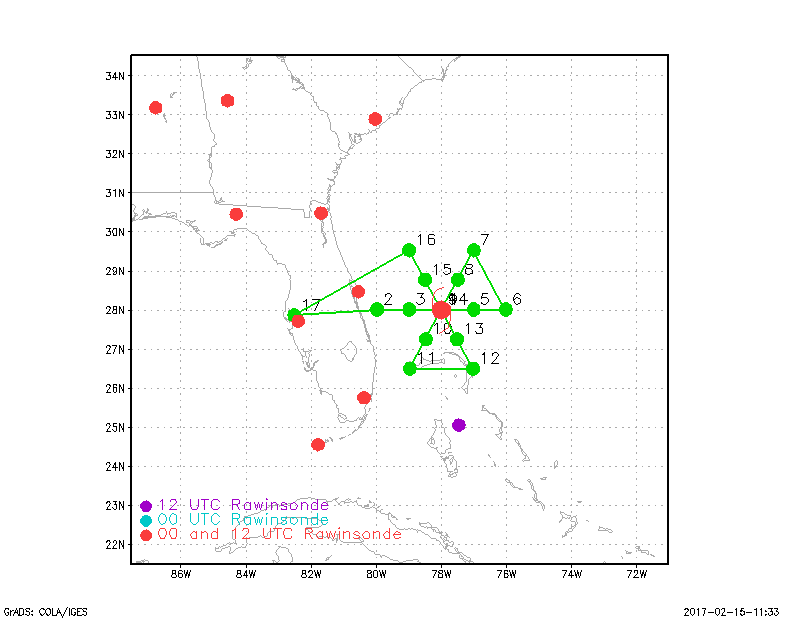 34N
33N
32N
31N
30N
29N
28N
27N
26N
25N
24N
23N
22N
16
7
15
8
17
2
3
5
6
13
11
12
12 UTC Rawinsonde
00 UTC Rawinsonde
00 and 12 UTC Rawinsonde
86W 84W 82W 80W 78W 76W 74W 72W
GrADS: COLA/IGES
2017-02-15-11:33